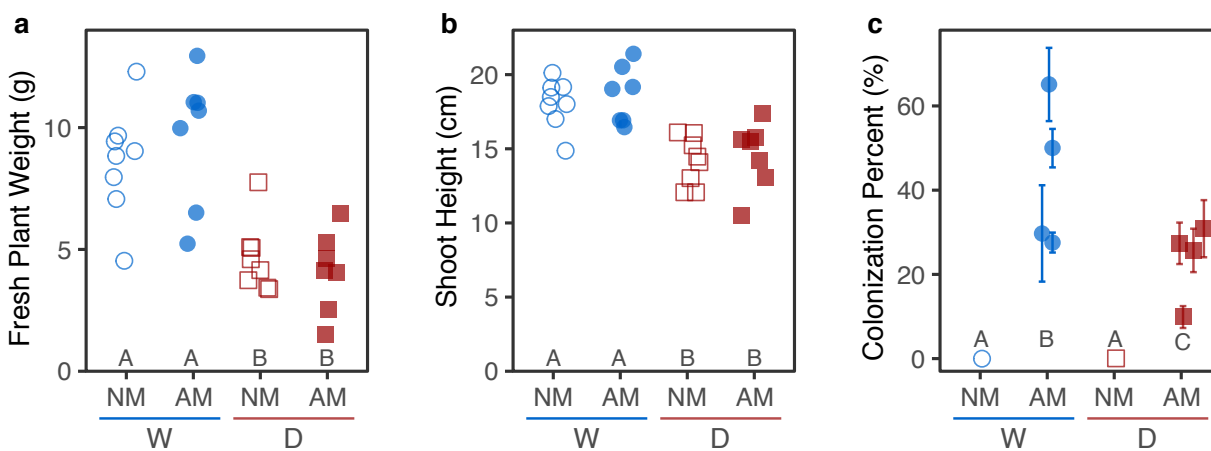 a
Fresh Plant Weight (g)
10
5
0
A A B B
NM AM NM AM
W D
b
Shoot Height (cm)
20
15
10
5
0
A A B B
NM AM NM AM
W D
c
Colonization Percent (%)
60
40
20
0
A B A C
NM AM NM AM
W D